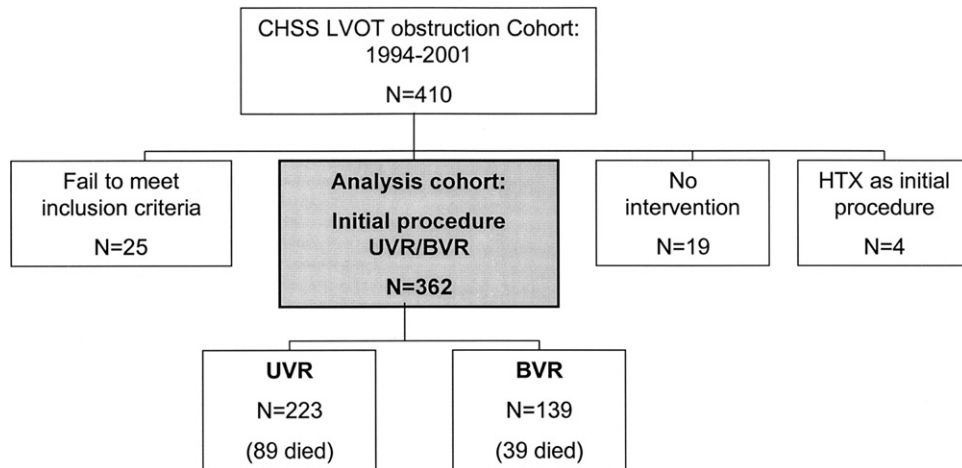 CHSS LVOT obstruction Cohort:
1994-2001
N=410
Fail to meet
inclusion criteria
N=25
Analysis cohort:
Initial procedure
UVR/BVR
N=362
No
intervention
N=19
HTX as initial
procedure
N=4
UVR
N=223
(89 died)
BVR
N=139
(39 died)